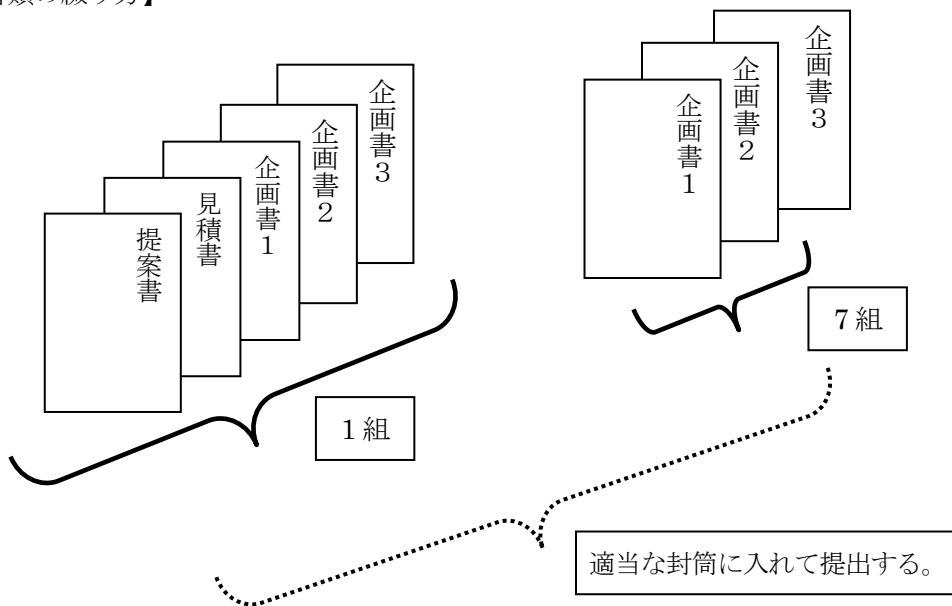 類の綴り方】
提案書
見積書
企画書1
企画書2
企画書3
1組
企画書1
企画書2
企画書3
7組
適当な封筒に入れて提出する。